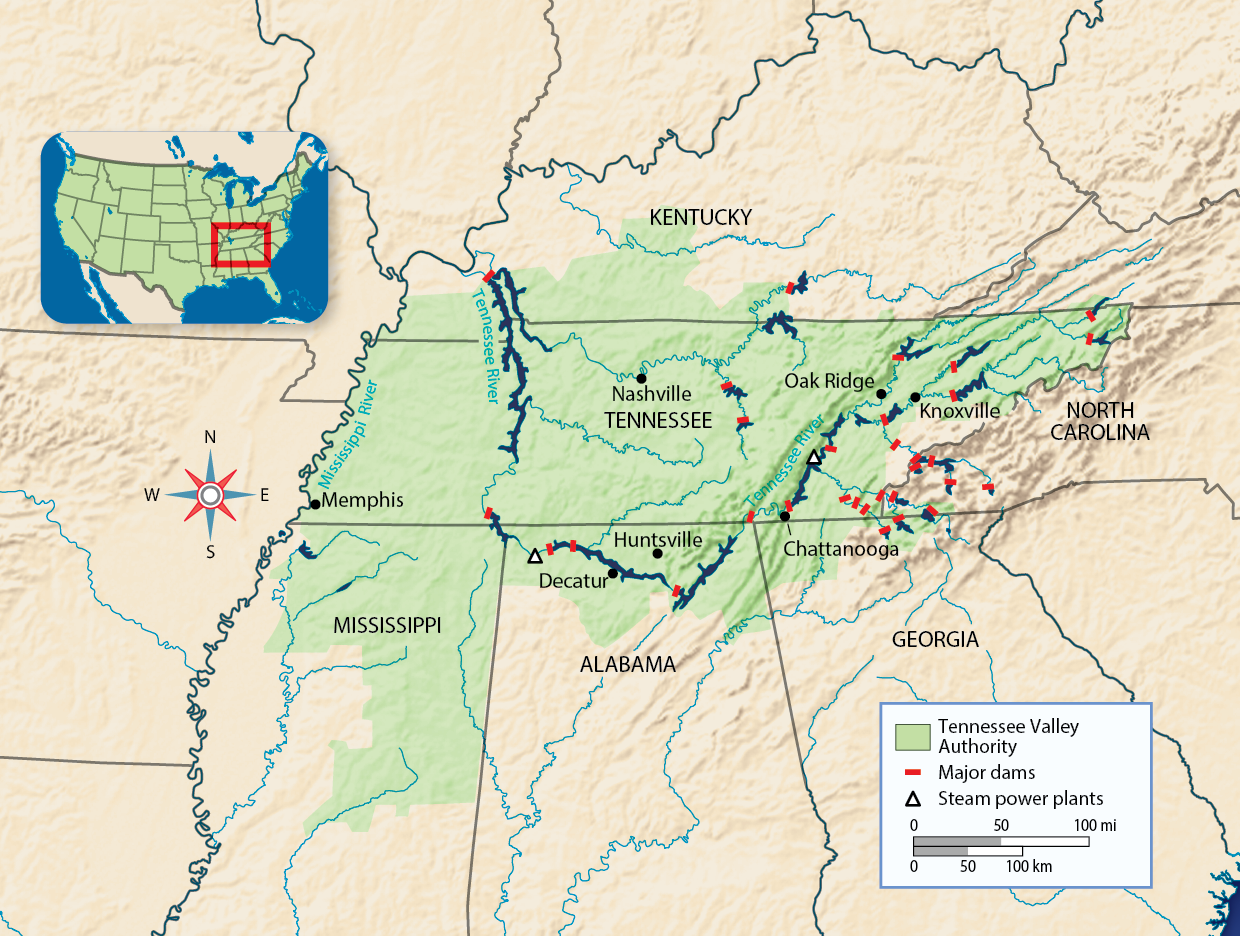 KENTUCKY
Tennessee River
Mississippi River
Nashville
TENNESSEE
Oak Ridge
Knoxville
NORTH
CAROLINA
Tennessee River
N
W
E
S
Memphis
Huntsville
Chattanooga
Decatur
MISSISSIPPI
ALABAMA
GEORGIA
Tennessee Valley
Authority
Major dams
Steam power plants
0 50 100 mi
0 50 100 km